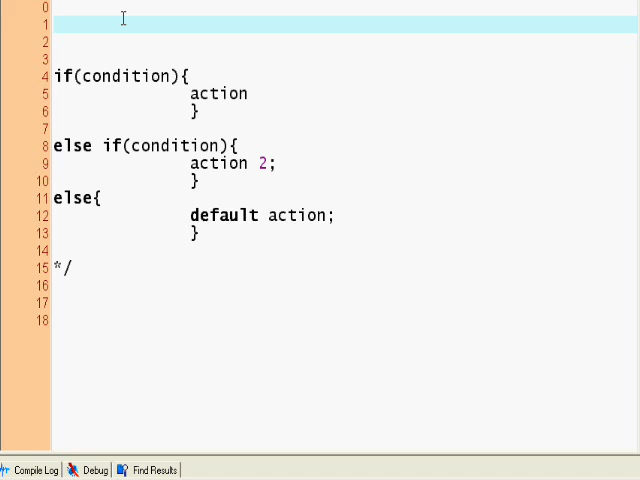 0
1
2
3
4 if(condition){
5 action
6 }
7
8 else if(condition){
9 action 2;
10 }
11 else{
12 default action;
13 }
14
15 */
16
17
18
Compile Log Debug Find Results